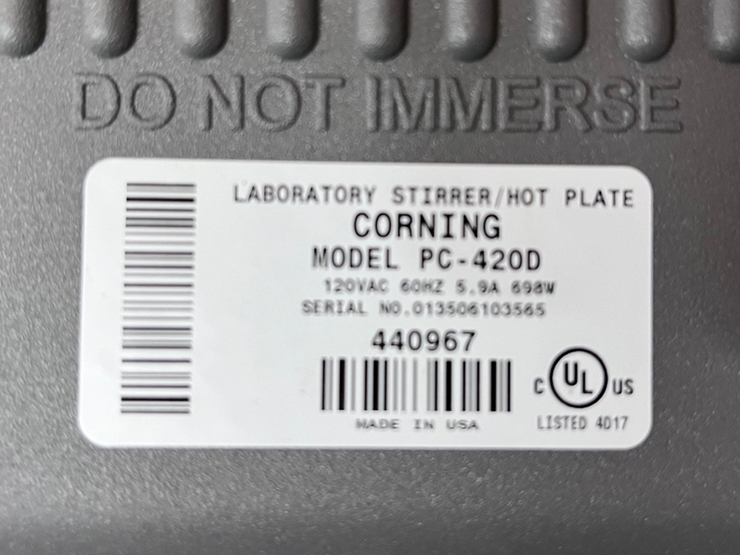 DO NOT IMMERSE
LABORATORY STIRRER/HOT PLATE
CORNING
MODEL PC-420D
120VAC 60HZ 5.9A 698W
SERIAL NO.013506103565
440967
MADE IN USA
C UL US
LISTED 4D17